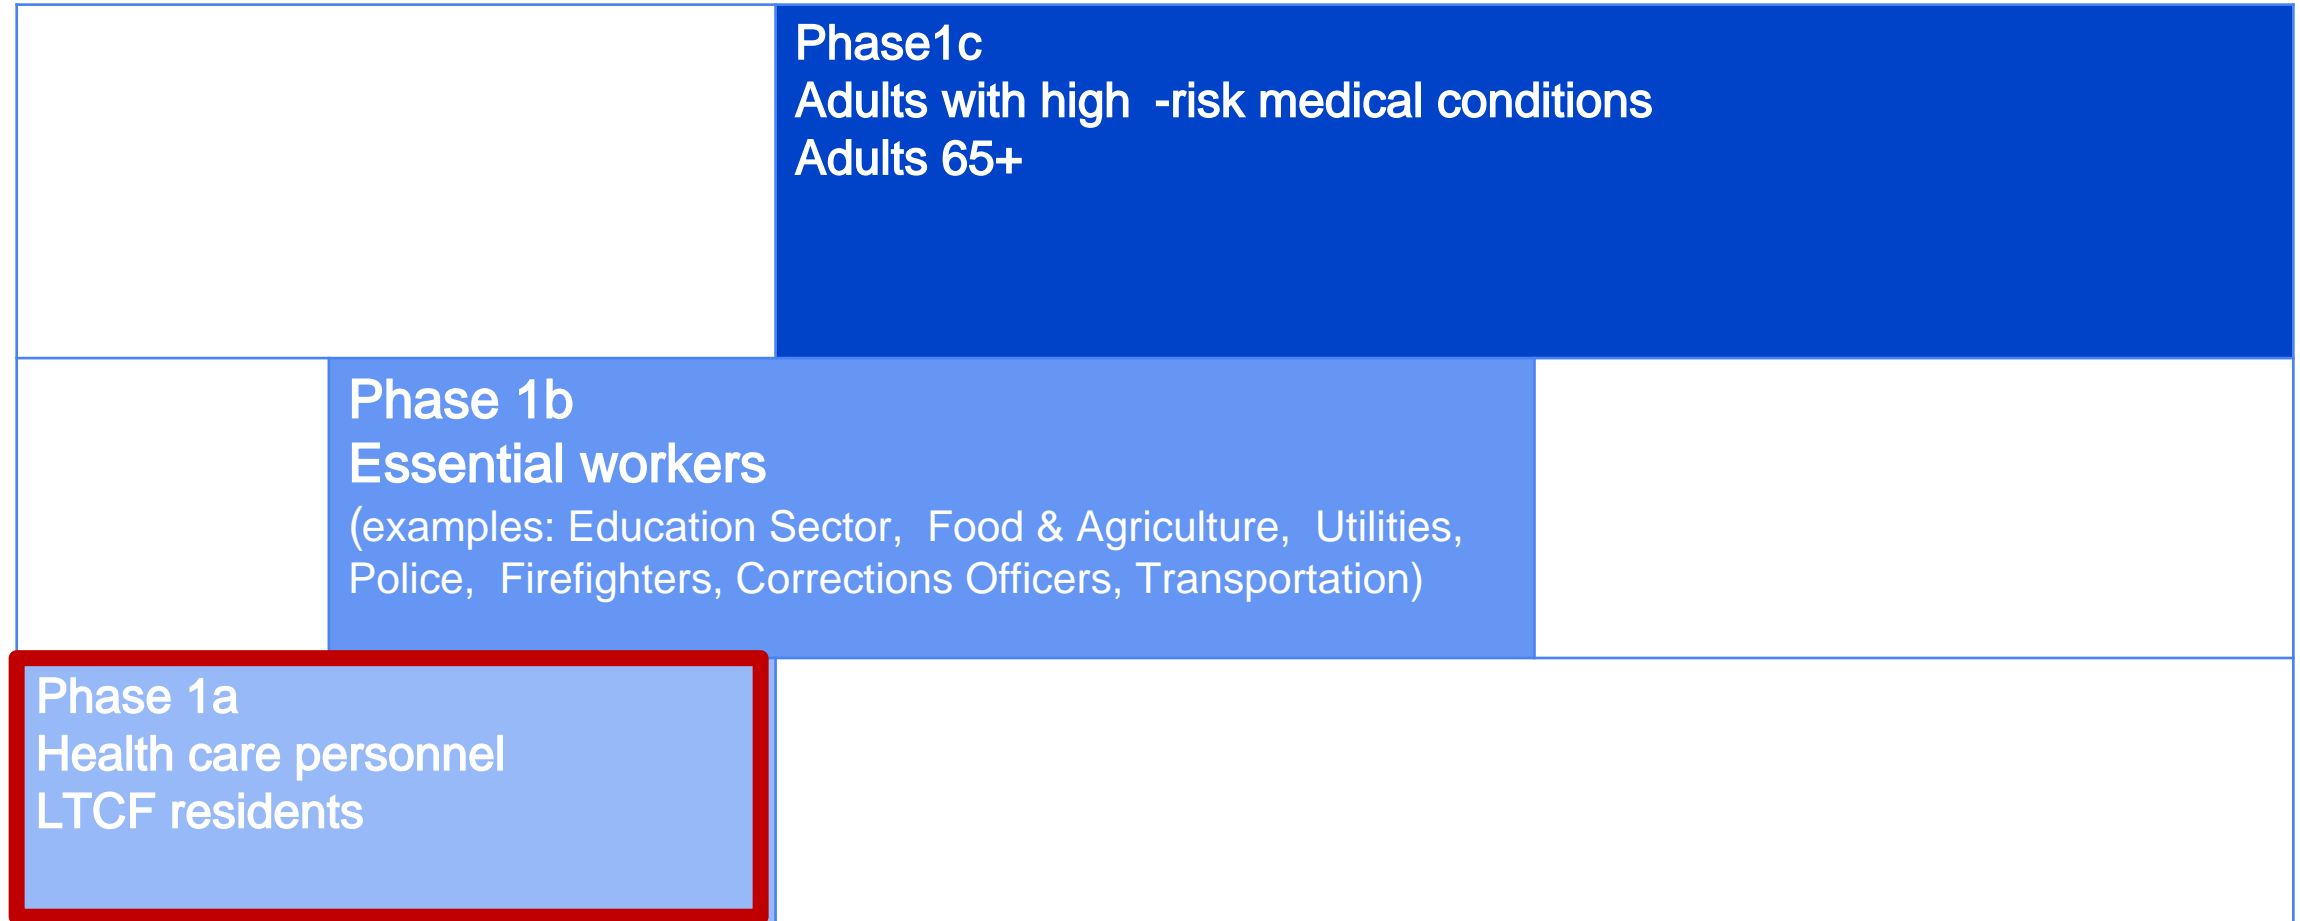 Phase1c
Adults with high -risk medical conditions
Adults 65+
Phase 1b
Essential workers
(examples: Education Sector, Food & Agriculture, Utilities,
Police, Firefighters, Corrections Officers, Transportation)
Phase 1a
Health care personnel
LTCF residents